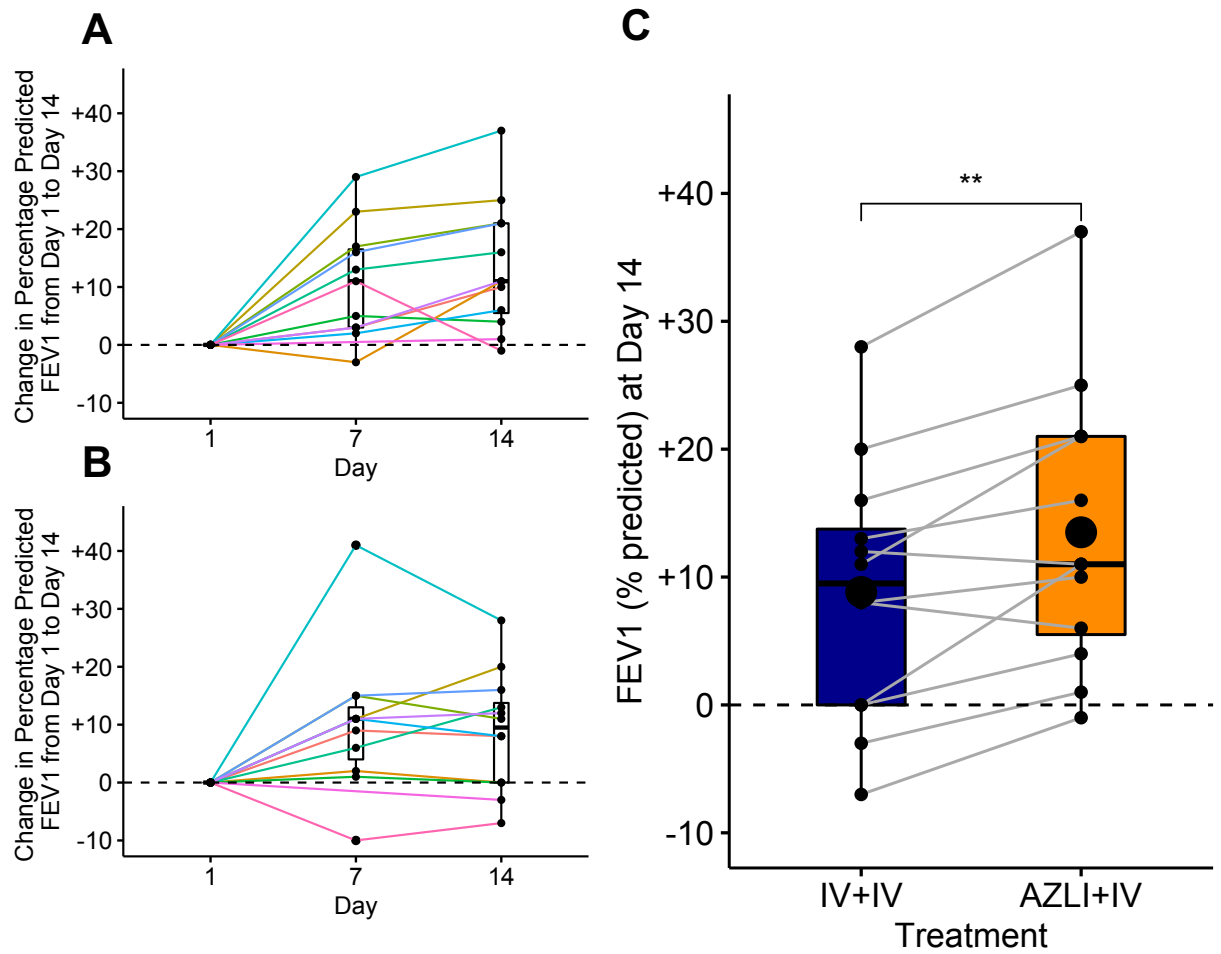 A
Change in Percentage Predicted
FEV1 from Day 1 to Day 14
+40
+30
+20
+10
0
-10
1 7 14
Day
B
Change in Percentage Predicted
FEV1 from Day 1 to Day 14
+40
+30
+20
+10
0
-10
1 7 14
Day
C
FEV1 (% predicted) at Day 14
+40
+30
+20
+10
0
-10
**
IV+IV AZLI+IV
Treatment